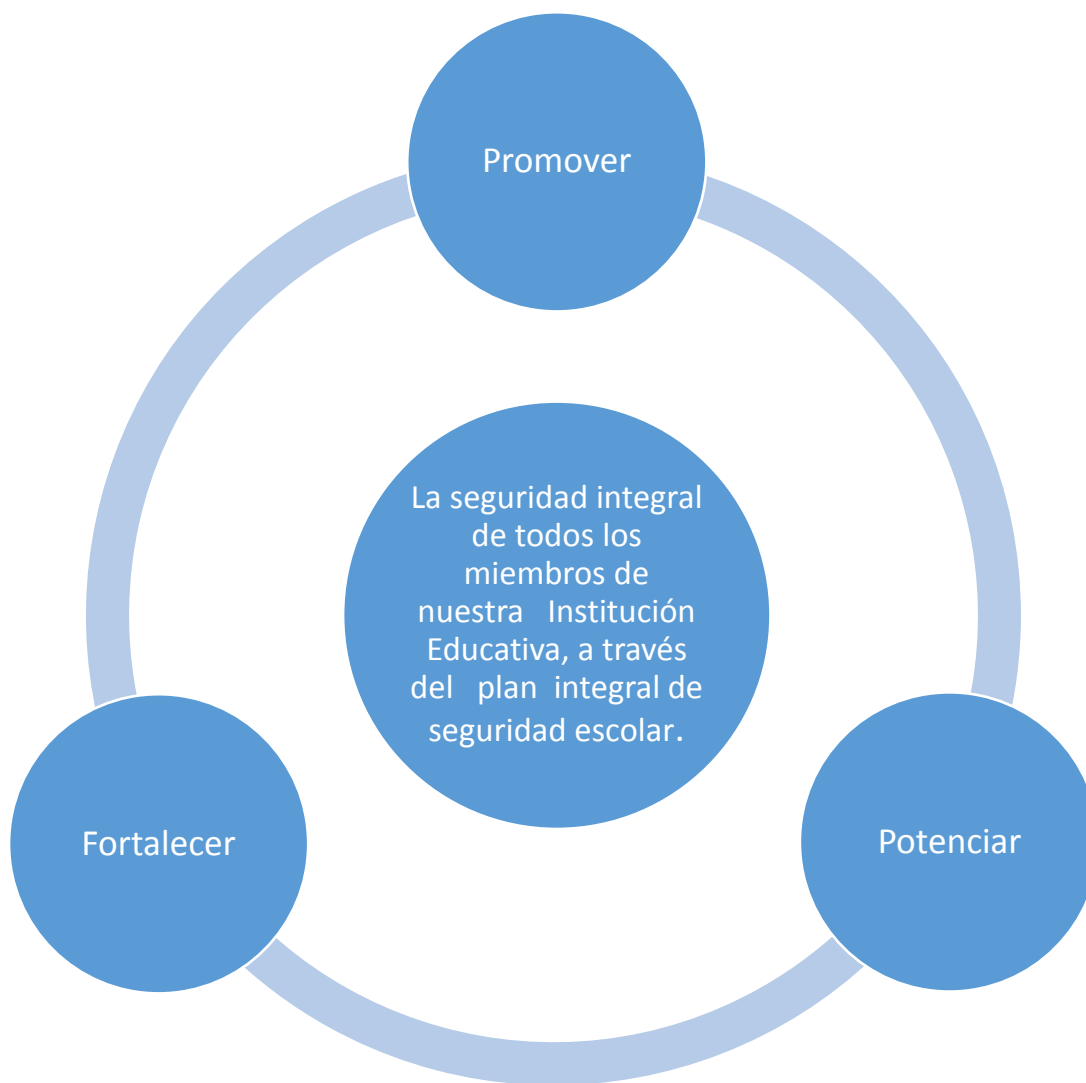 Promover
La seguridad integral
de todos los
miembros de
nuestra Institución
Educativa, a través
del plan integral de
seguridad escolar.
Fortalecer
Potenciar